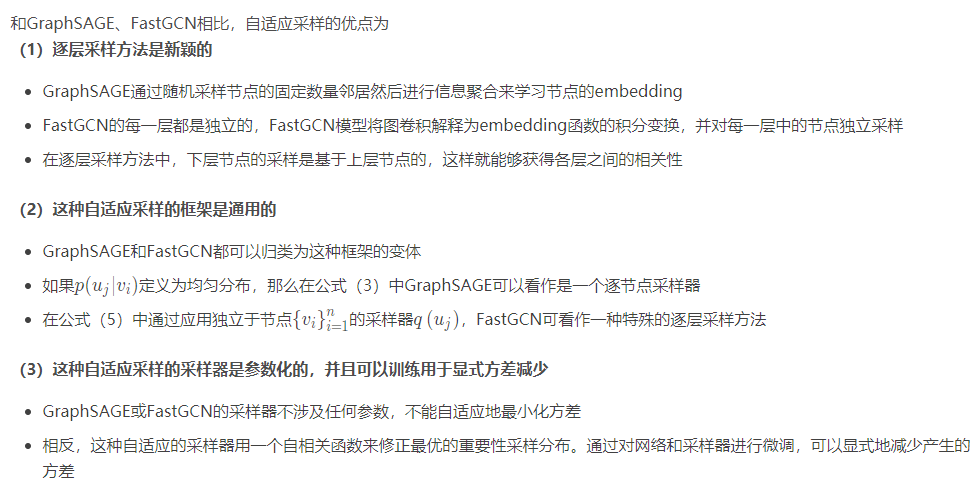 和GraphSAGE、FastGCN相比，自适应采样的优点为
（1）逐层采样方法是新颖的
• GraphSAGE通过随机采样节点的固定数量邻居然后进行信息聚合来学习节点的embedding
• FastGCN的每一层都是独立的，FastGCN模型将图卷积解释为embedding函数的积分变换，并对每一层中的节点独立采样
• 在逐层采样方法中，下层节点的采样是基于上层节点的，这样就能够获得各层之间的相关性
（2）这种自适应采样的框架是通用的
• GraphSAGE和FastGCN都可以归类为这种框架的变体
• 如果$p(u_j|v_i)$定义为均匀分布，那么在公式（3）中GraphSAGE可以看作是一个逐节点采样器
• 在公式（5）中通过应用独立于节点$\{v_i\}_{i=1}^n$的采样器$q(u_j)$，FastGCN可看作一种特殊的逐层采样方法
（3）这种自适应采样的采样器是参数化的，并且可以训练用于显式方差减少
• GraphSAGE或FastGCN的采样器不涉及任何参数，不能自适应地最小化方差
• 相反，这种自适应的采样器用一个自相关函数来修正最优的重要性采样分布。通过对网络和采样器进行微调，可以显式地减少产生的
方差